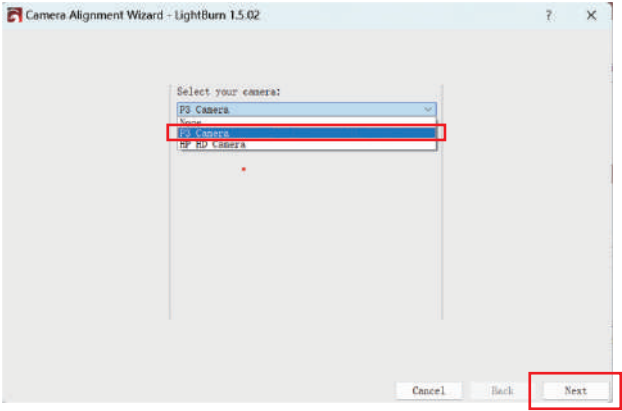 Camera Alignment Wizard - LightBurn 1.5.02
Select your camera:
P3 Camera
None
P3 Camera
HP HD Camera
Cancel
Back
Next